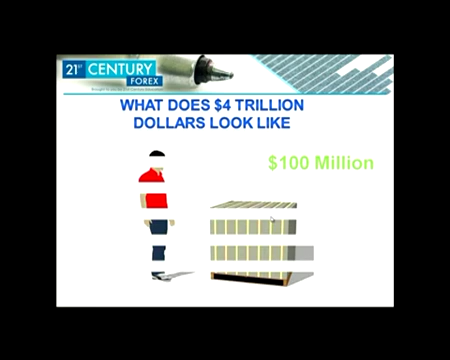 21st CENTURY
FOREX
WHAT DOES $4 TRILLION
DOLLARS LOOK LIKE
$100 Million